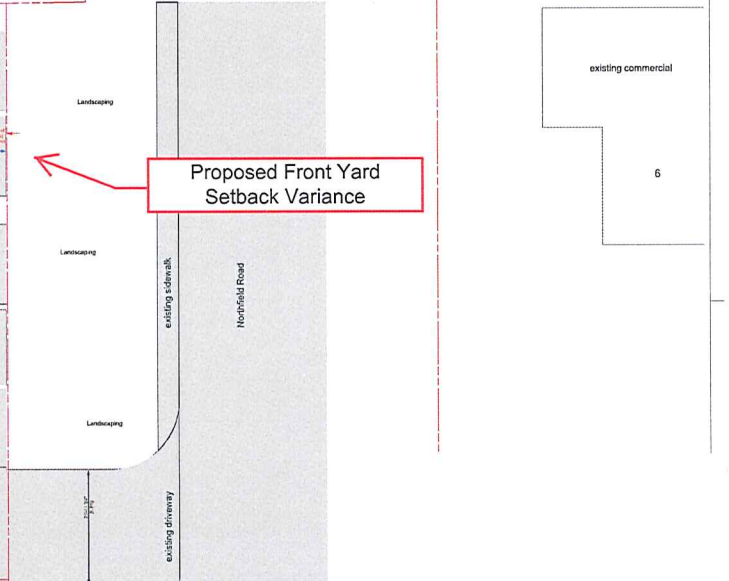 existing commercial
Landscaping
Proposed Front Yard
Setback Variance
6
Landscaping
existing sidewalk
Northfield Road
Landscaping
existing driveway